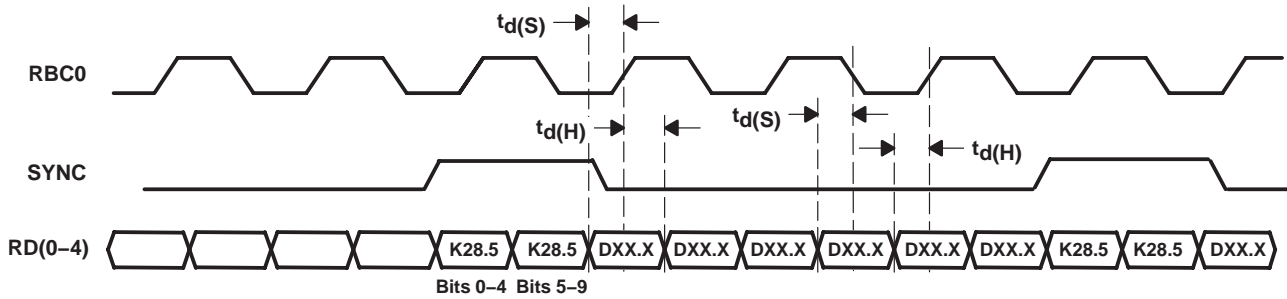 td(S)
RBC0
td(H)
td(S)
td(H)
SYNC
RD(0–4)
K28.5 K28.5 DXX.X DXX.X DXX.X DXX.X DXX.X DXX.X K28.5 K28.5 DXX.X
Bits 0–4 Bits 5–9